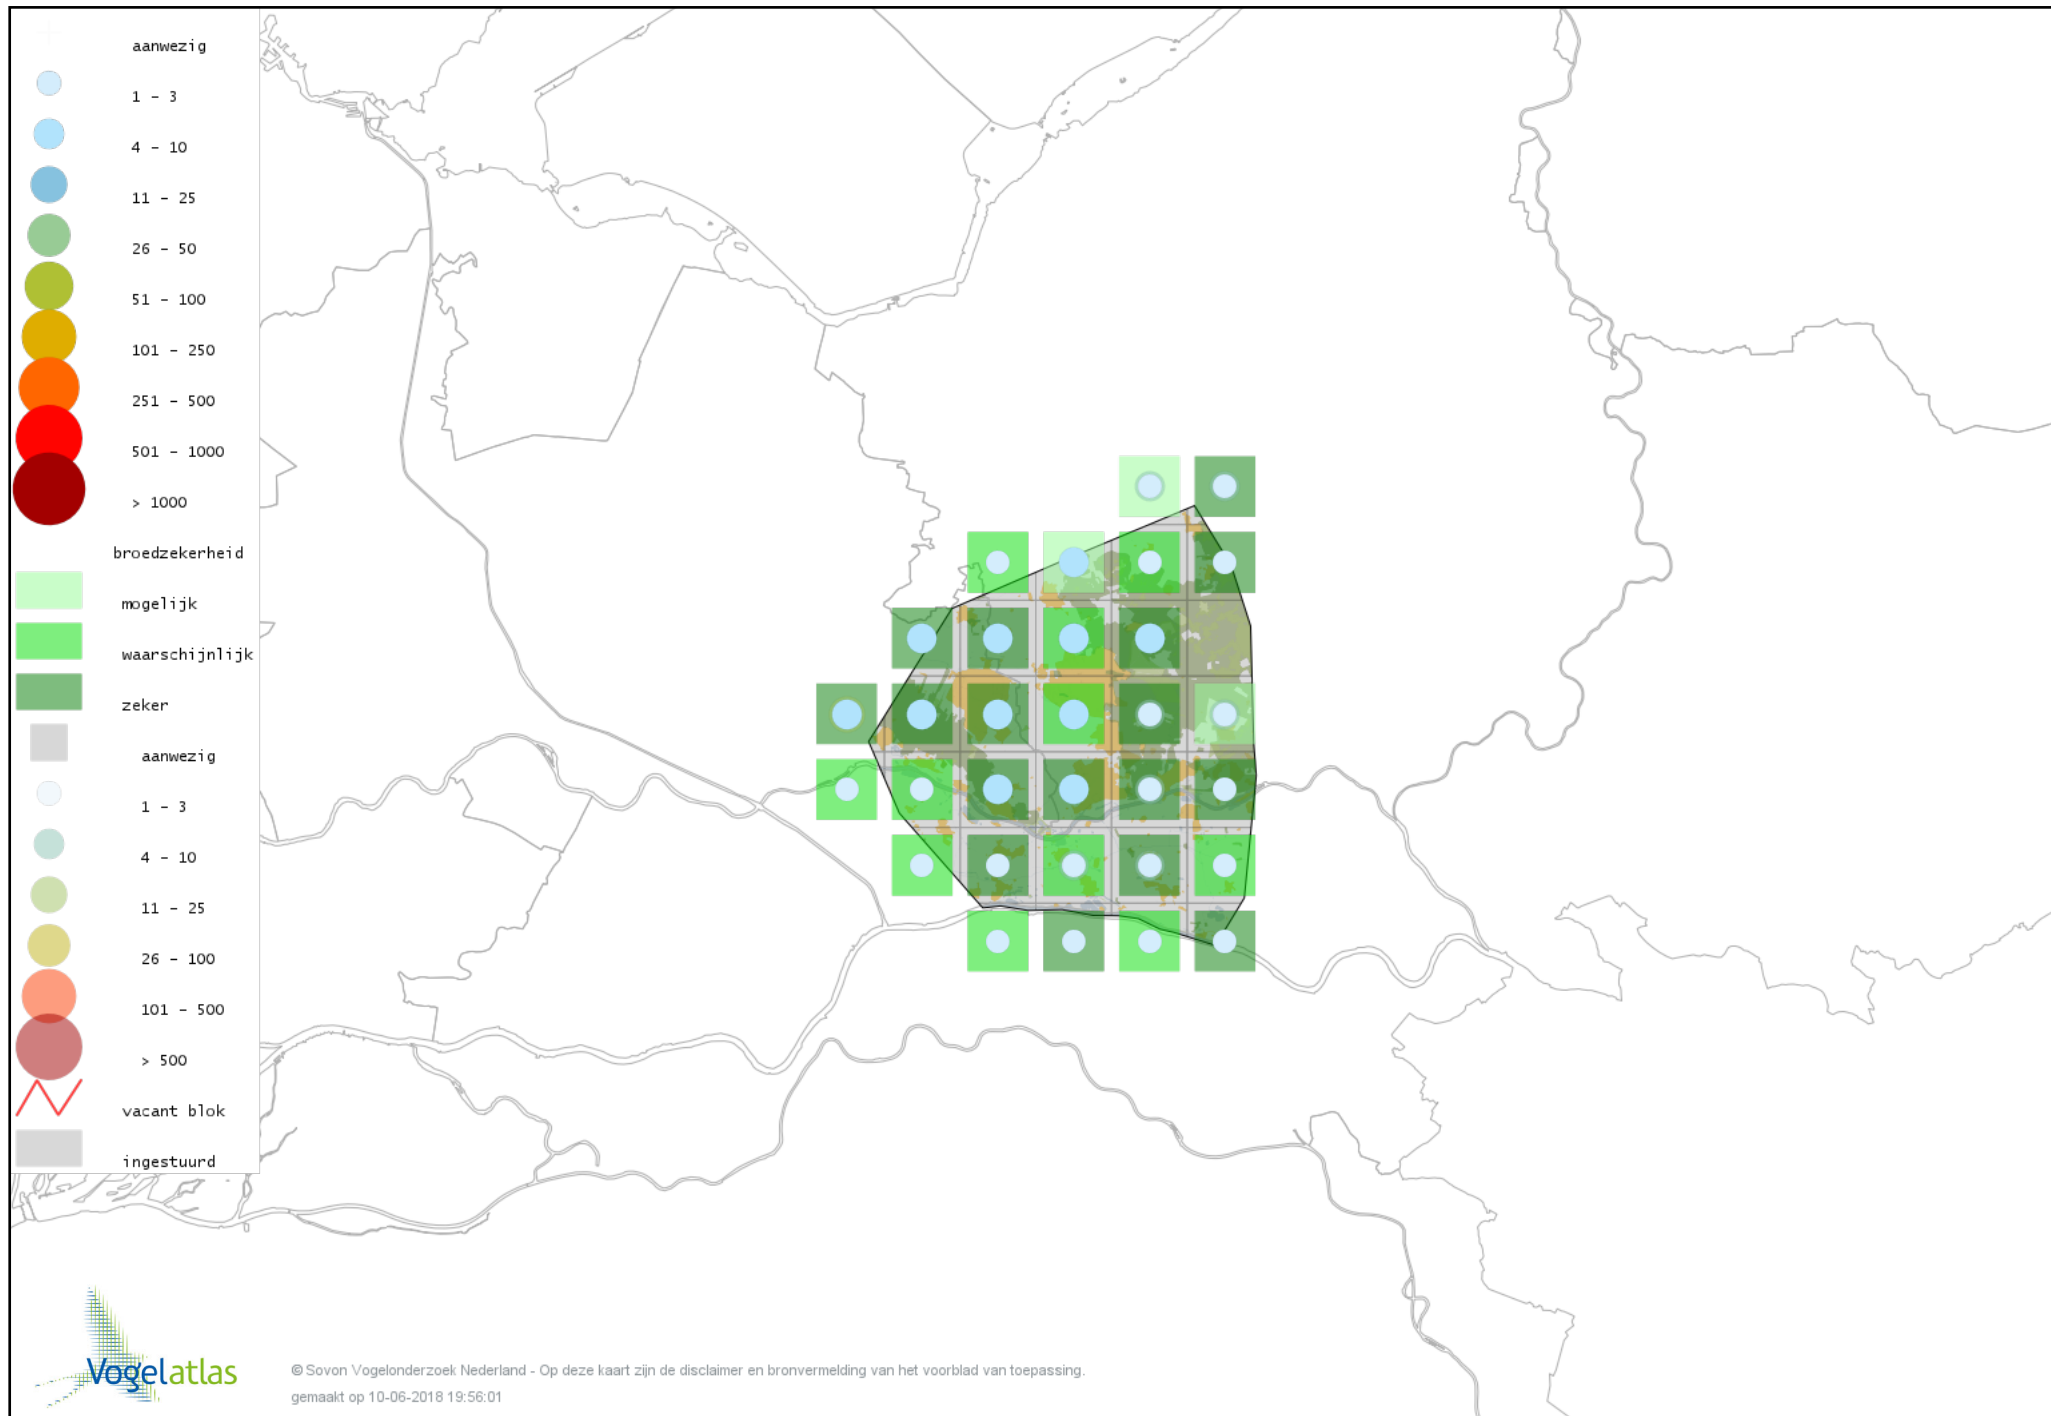 aanwezig
1 - 3
4 - 10
11 - 25
26 - 50
51 - 100
101 - 250
251 - 500
501 - 1000
> 1000
broedzekerheid
mogelijk
waarschijnlijk
zeker
aanwezig
1 - 3
4 - 10
11 - 25
26 - 100
101 - 500
> 500
vacant blok
ingestuurd
Vogelatlas
© Sovon Vogelonderzoek Nederland - Op deze kaart zijn de disclaimer en bronvermelding van het voorblad van toepassing.
gemaakt op 10-06-2018 19:56:01